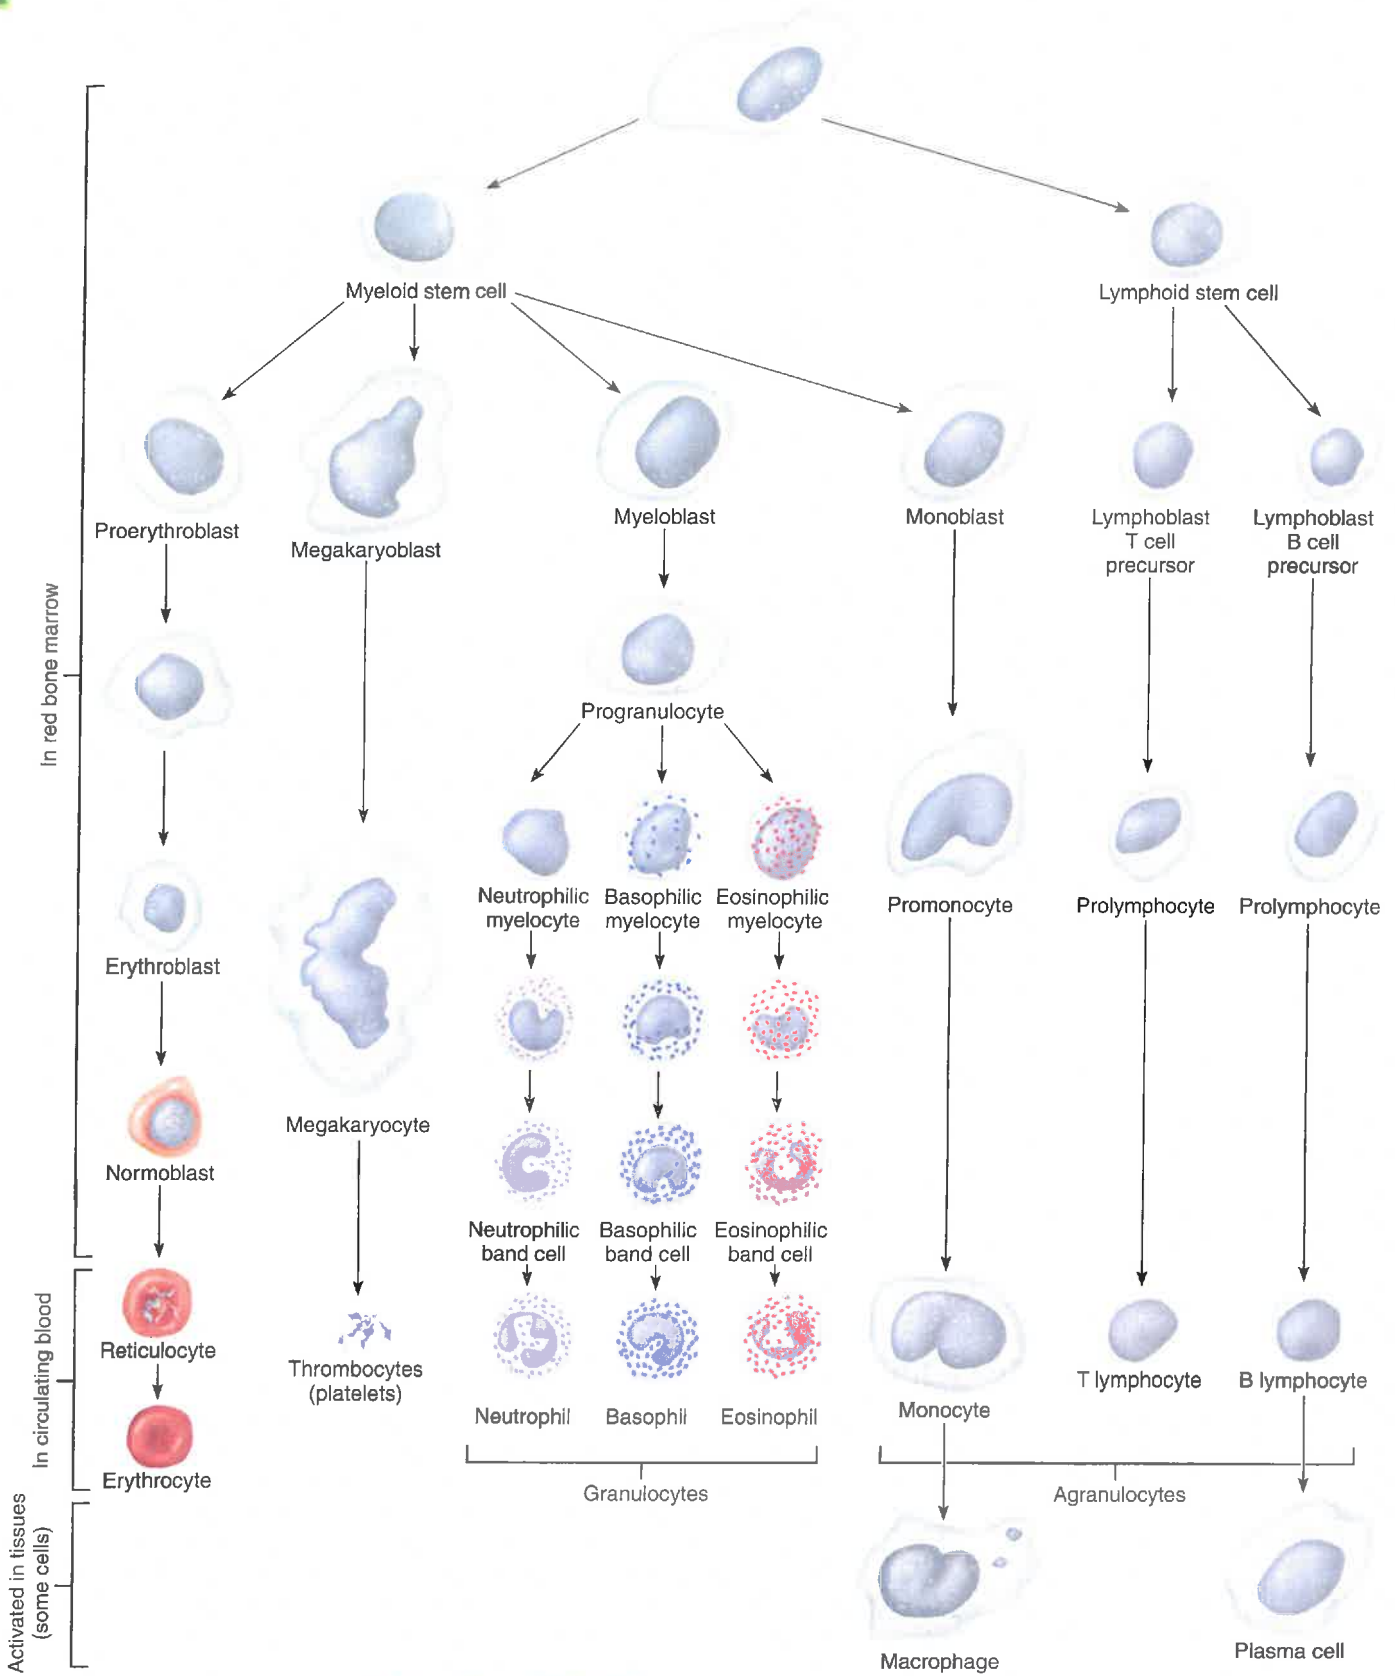 Myeloid stem cell
Lymphoid stem cell
Proerythroblast
Megakaryoblast
Myeloblast
Monoblast
Lymphoblast
T cell
precursor
Lymphoblast
B cell
precursor
In red bone marrow
Progranulocyte
Neutrophilic
myelocyte
Basophilic
myelocyte
Eosinophilic
myelocyte
Promonocyte
Prolymphocyte
Prolymphocyte
Erythroblast
Megakaryocyte
Normoblast
Neutrophilic
band cell
Basophilic
band cell
Eosinophilic
band cell
In circulating blood
Reticulocyte
Thrombocytes
(platelets)
T lymphocyte
B lymphocyte
Neutrophil
Basophil
Eosinophil
Monocyte
Erythrocyte
Granulocytes
Agranulocytes
Activated in tissues
(some cells)
Macrophage
Plasma cell